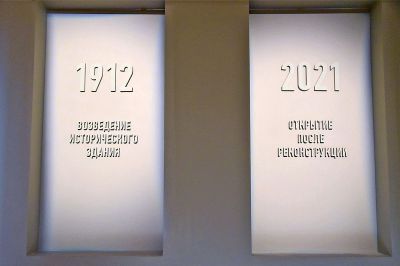 1912
ВОЗВЕДЕНИЕ
ИСТОРИЧЕСКОГО
ЗДАНИЯ
2021
ОТКРЫТИЕ
ПОСЛЕ
РЕКОНСТРУКЦИИ